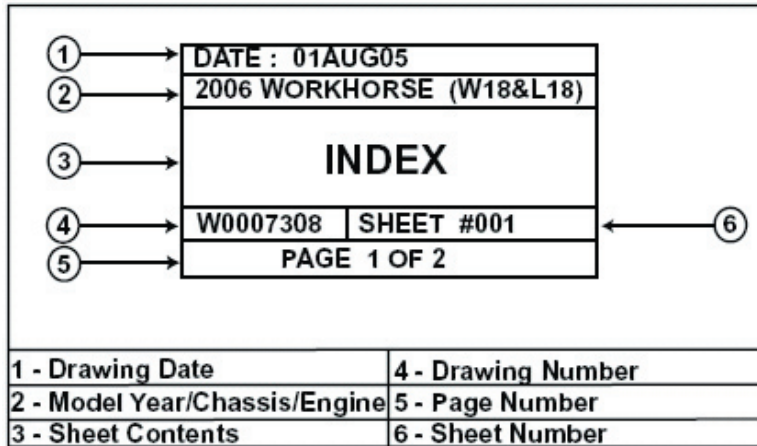 1 DATE : 01AUG05
2 2006 WORKHORSE (W18&L18)
3 INDEX
4 W0007308 SHEET #001 6
5 PAGE 1 OF 2
1 - Drawing Date 4 - Drawing Number
2 - Model Year/Chassis/Engine 5 - Page Number
3 - Sheet Contents 6 - Sheet Number